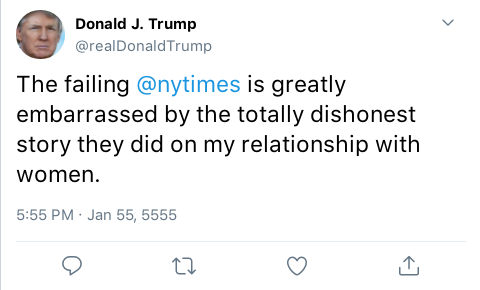 Donald J. Trump
@realDonaldTrump
The failing @nytimes is greatly
embarrassed by the totally dishonest
story they did on my relationship with
women.
5:55 PM · Jan 55, 5555